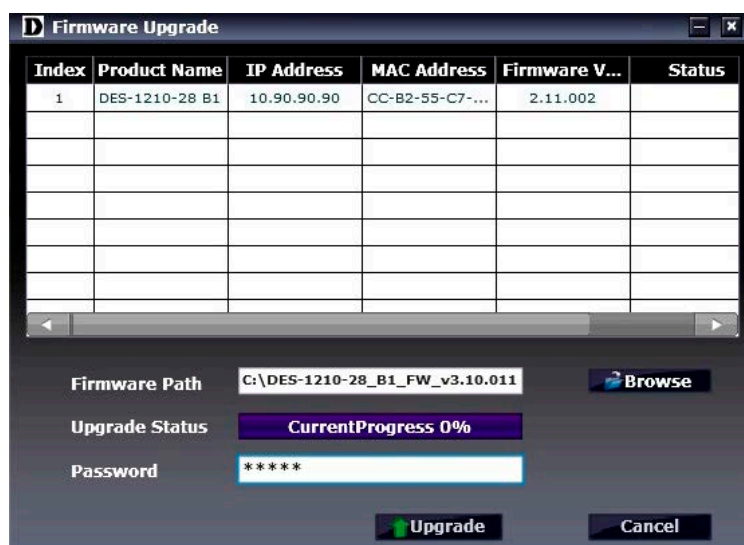 D Firmware Upgrade
Index Product Name IP Address MAC Address Firmware V... Status
1 DES-1210-28 B1 10.90.90.90 CC-B2-55-C7-... 2.11.002
Firmware Path C:\DES-1210-28_B1_FW_v3.10.011 Browse
Upgrade Status CurrentProgress 0%
Password *****
Upgrade Cancel